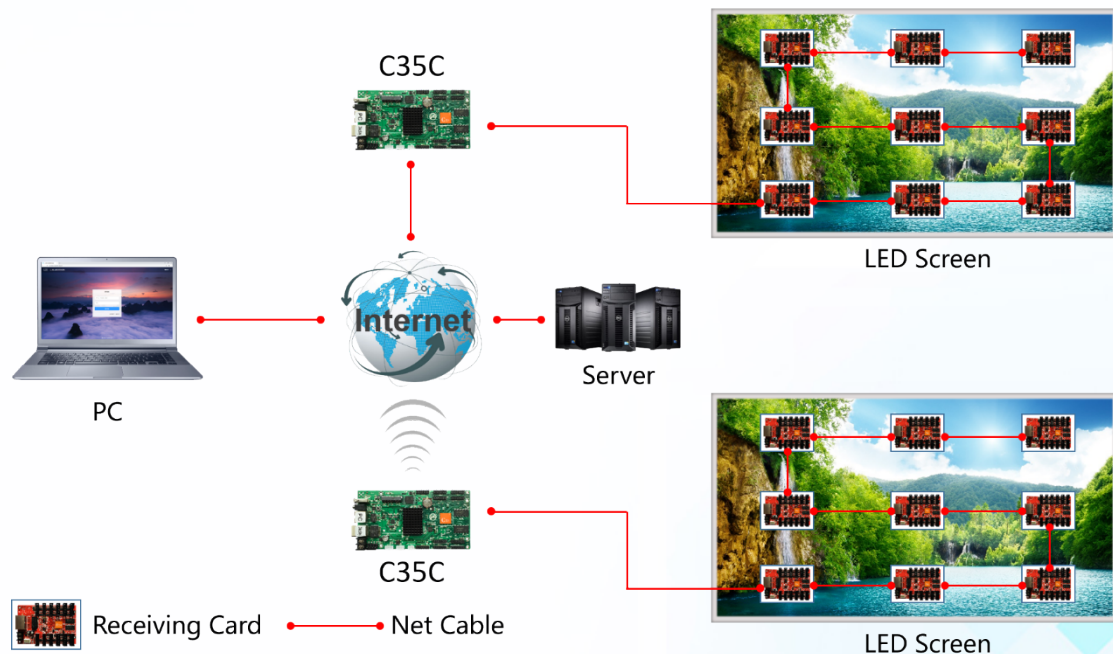 C35C
LED Screen
Internet
PC
Server
C35C
LED Screen
Receiving Card
Net Cable